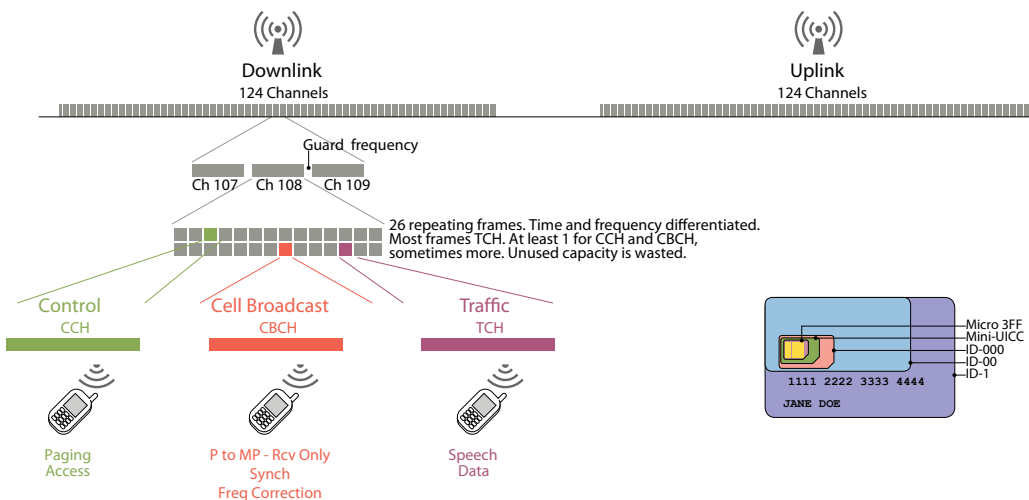 Downlink
124 Channels
Uplink
124 Channels
Guard frequency
Ch 107
Ch 108
Ch 109
26 repeating frames. Time and frequency differentiated.
Most frames TCH. At least 1 for CCH and CBCH,
sometimes more. Unused capacity is wasted.
Control
CCH
Cell Broadcast
CBCH
Traffic
TCH
Paging
Access
P to MP - Rcv Only
Synch
Freq Correction
Speech
Data
Micro 3FF
Mini-UICC
ID-000
ID-00
ID-1
1111 2222 3333 4444
JANE DOE